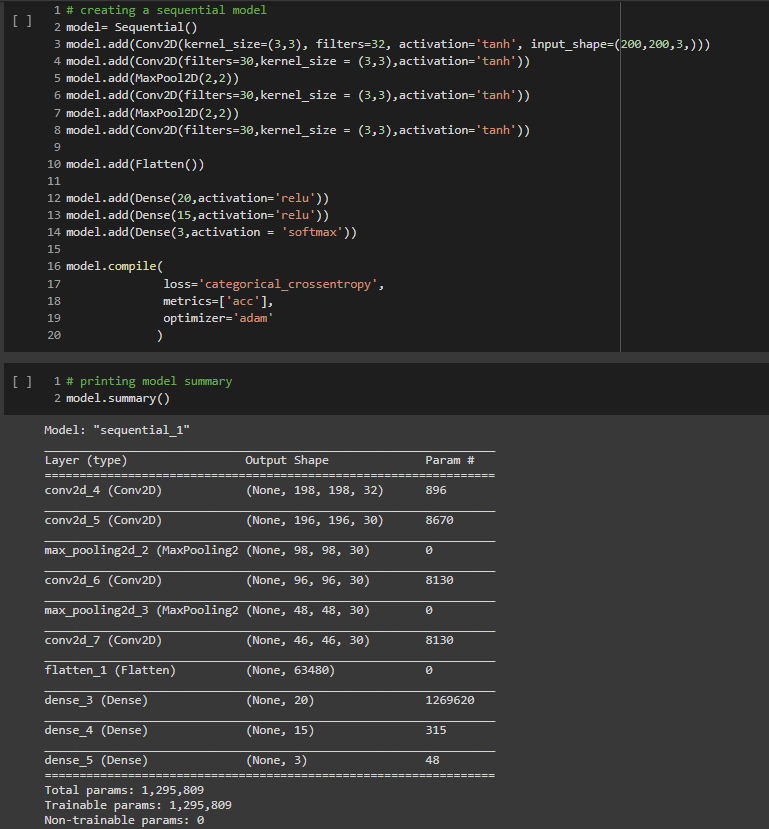 [ ]
1 # creating a sequential model
2 model= Sequential()
3 model.add(Conv2D(kernel_size=(3,3), filters=32, activation='tanh', input_shape=(200,200,3,)))
4 model.add(Conv2D(filters=30,kernel_size = (3,3),activation='tanh'))
5 model.add(MaxPool2D(2,2))
6 model.add(Conv2D(filters=30,kernel_size = (3,3),activation='tanh'))
7 model.add(MaxPool2D(2,2))
8 model.add(Conv2D(filters=30,kernel_size = (3,3),activation='tanh'))
9
10 model.add(Flatten())
11
12 model.add(Dense(20,activation='relu'))
13 model.add(Dense(15,activation='relu'))
14 model.add(Dense(3,activation = 'softmax'))
15
16 model.compile(
17               loss='categorical_crossentropy',
18               metrics=['acc'],
19               optimizer='adam'
20              )
[ ]
1 # printing model summary
2 model.summary()
Model: "sequential_1"
_________________________________________________________________
Layer (type)                 Output Shape              Param #
=================================================================
conv2d_4 (Conv2D)            (None, 198, 198, 32)      896
_________________________________________________________________
conv2d_5 (Conv2D)            (None, 196, 196, 30)      8670
_________________________________________________________________
max_pooling2d_2 (MaxPooling2 (None, 98, 98, 30)        0
_________________________________________________________________
conv2d_6 (Conv2D)            (None, 96, 96, 30)        8130
_________________________________________________________________
max_pooling2d_3 (MaxPooling2 (None, 48, 48, 30)        0
_________________________________________________________________
conv2d_7 (Conv2D)            (None, 46, 46, 30)        8130
_________________________________________________________________
flatten_1 (Flatten)          (None, 63480)             0
_________________________________________________________________
dense_3 (Dense)              (None, 20)                1269620
_________________________________________________________________
dense_4 (Dense)              (None, 15)                315
_________________________________________________________________
dense_5 (Dense)              (None, 3)                 48
=================================================================
Total params: 1,295,809
Trainable params: 1,295,809
Non-trainable params: 0